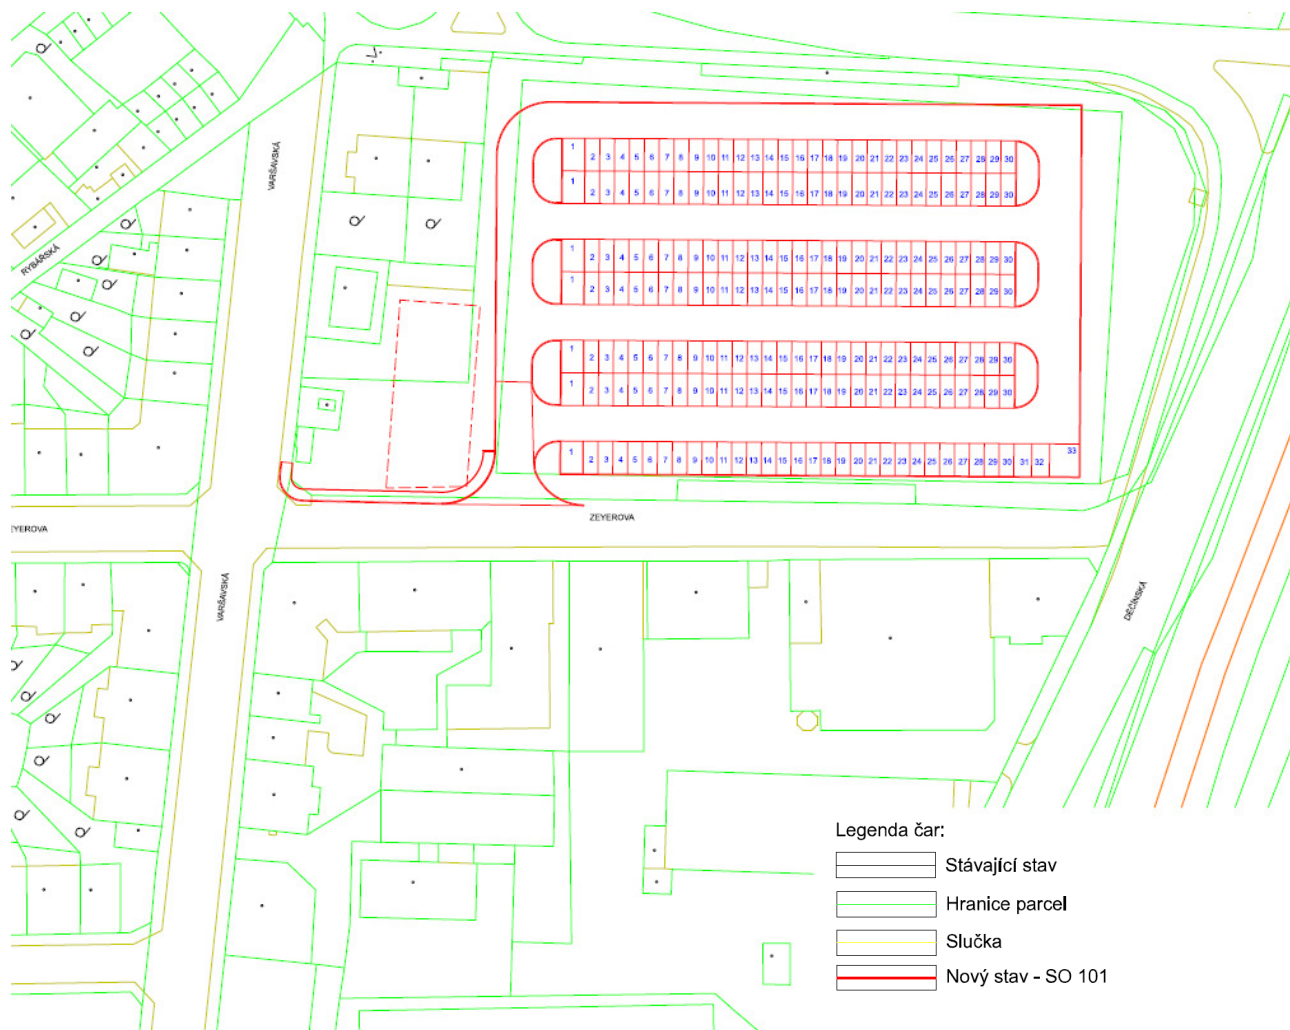 VARŠAVSKÁ
RYBÁŘSKÁ
1 2 3 4 5 6 7 8 9 10 11 12 13 14 15 16 17 18 19 20 21 22 23 24 25 26 27 28 29 30
1 2 3 4 5 6 7 8 9 10 11 12 13 14 15 16 17 18 19 20 21 22 23 24 25 26 27 28 29 30
1 2 3 4 5 6 7 8 9 10 11 12 13 14 15 16 17 18 19 20 21 22 23 24 25 26 27 28 29 30
1 2 3 4 5 6 7 8 9 10 11 12 13 14 15 16 17 18 19 20 21 22 23 24 25 26 27 28 29 30
1 2 3 4 5 6 7 8 9 10 11 12 13 14 15 16 17 18 19 20 21 22 23 24 25 26 27 28 29 30
1 2 3 4 5 6 7 8 9 10 11 12 13 14 15 16 17 18 19 20 21 22 23 24 25 26 27 28 29 30
1 2 3 4 5 6 7 8 9 10 11 12 13 14 15 16 17 18 19 20 21 22 23 24 25 26 27 28 29 30 31 32 33
ZEYEROVA
EYEROVA
VARŠAVSKÁ
DĚČÍNSKÁ
Legenda čar:
Stávající stav
Hranice parcel
Slučka
Nový stav - SO 101